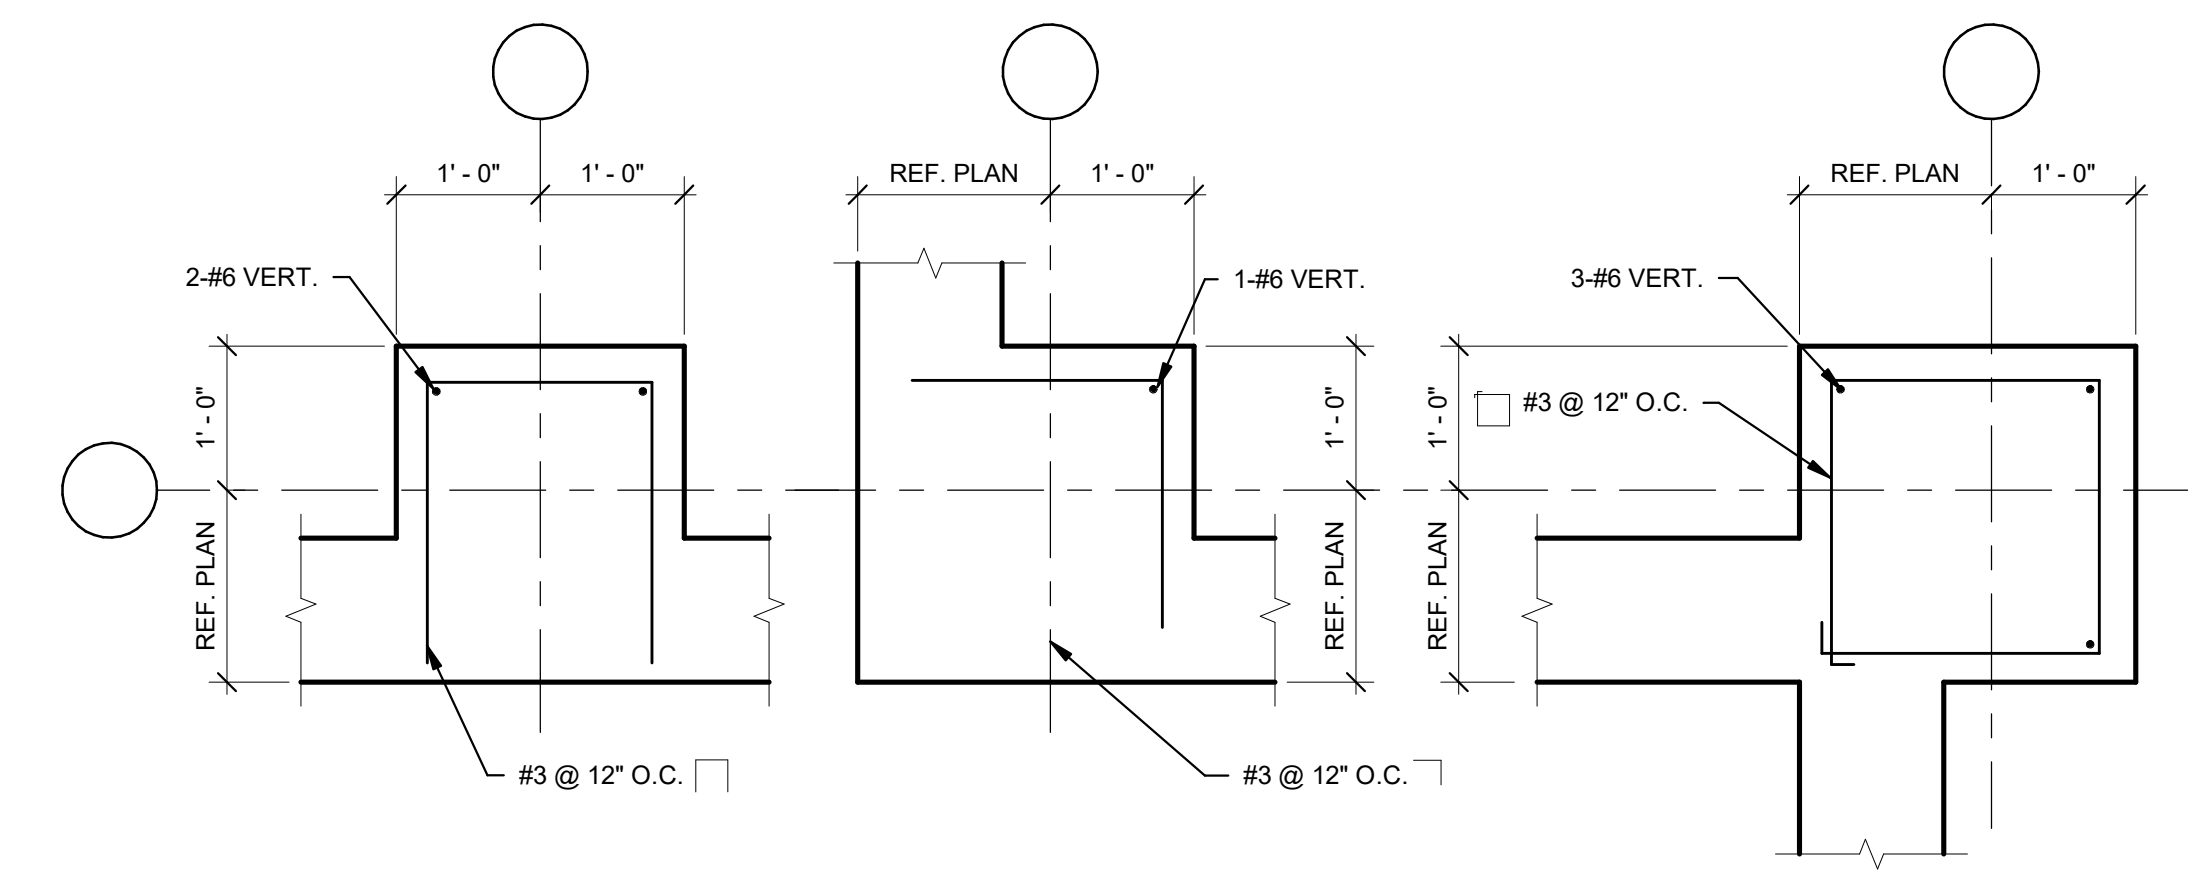 1' - 0"
1' - 0"
REF. PLAN
1' - 0"
REF. PLAN
1' - 0"
2-#6 VERT.
1-#6 VERT.
3-#6 VERT.
1' - 0"
1' - 0"
1' - 0"
#3 @ 12" O.C.
REF. PLAN
REF. PLAN
REF. PLAN
#3 @ 12" O.C.
#3 @ 12" O.C.